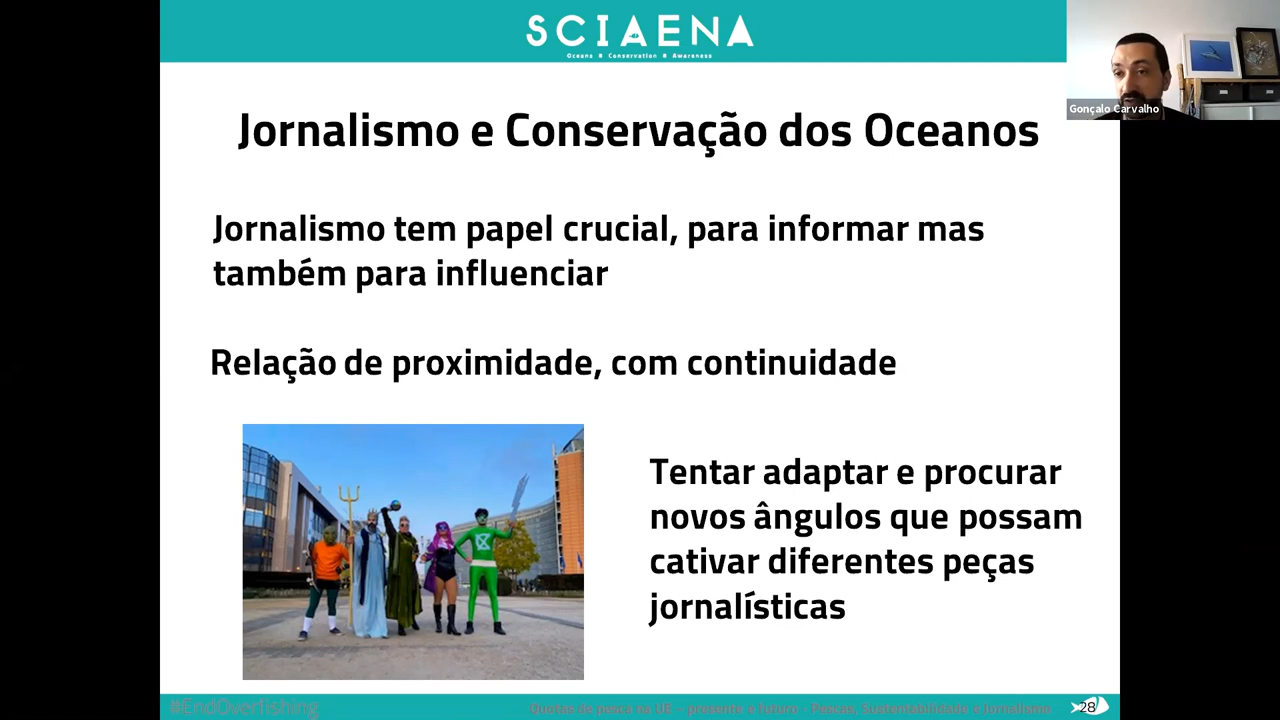 SCIAENA
Oceans # Conservation # Awareness
Gonçalo Carvalho
Jornalismo e Conservação dos Oceanos
Jornalismo tem papel crucial, para informar mas
também para influenciar
Relação de proximidade, com continuidade
Tentar adaptar e procurar
novos ângulos que possam
cativar diferentes peças
jornalísticas
#EndOverfishing
Quotas de pesca na UE – presente e futuro - Pescas, Sustentabilidade e Jornalismo
28